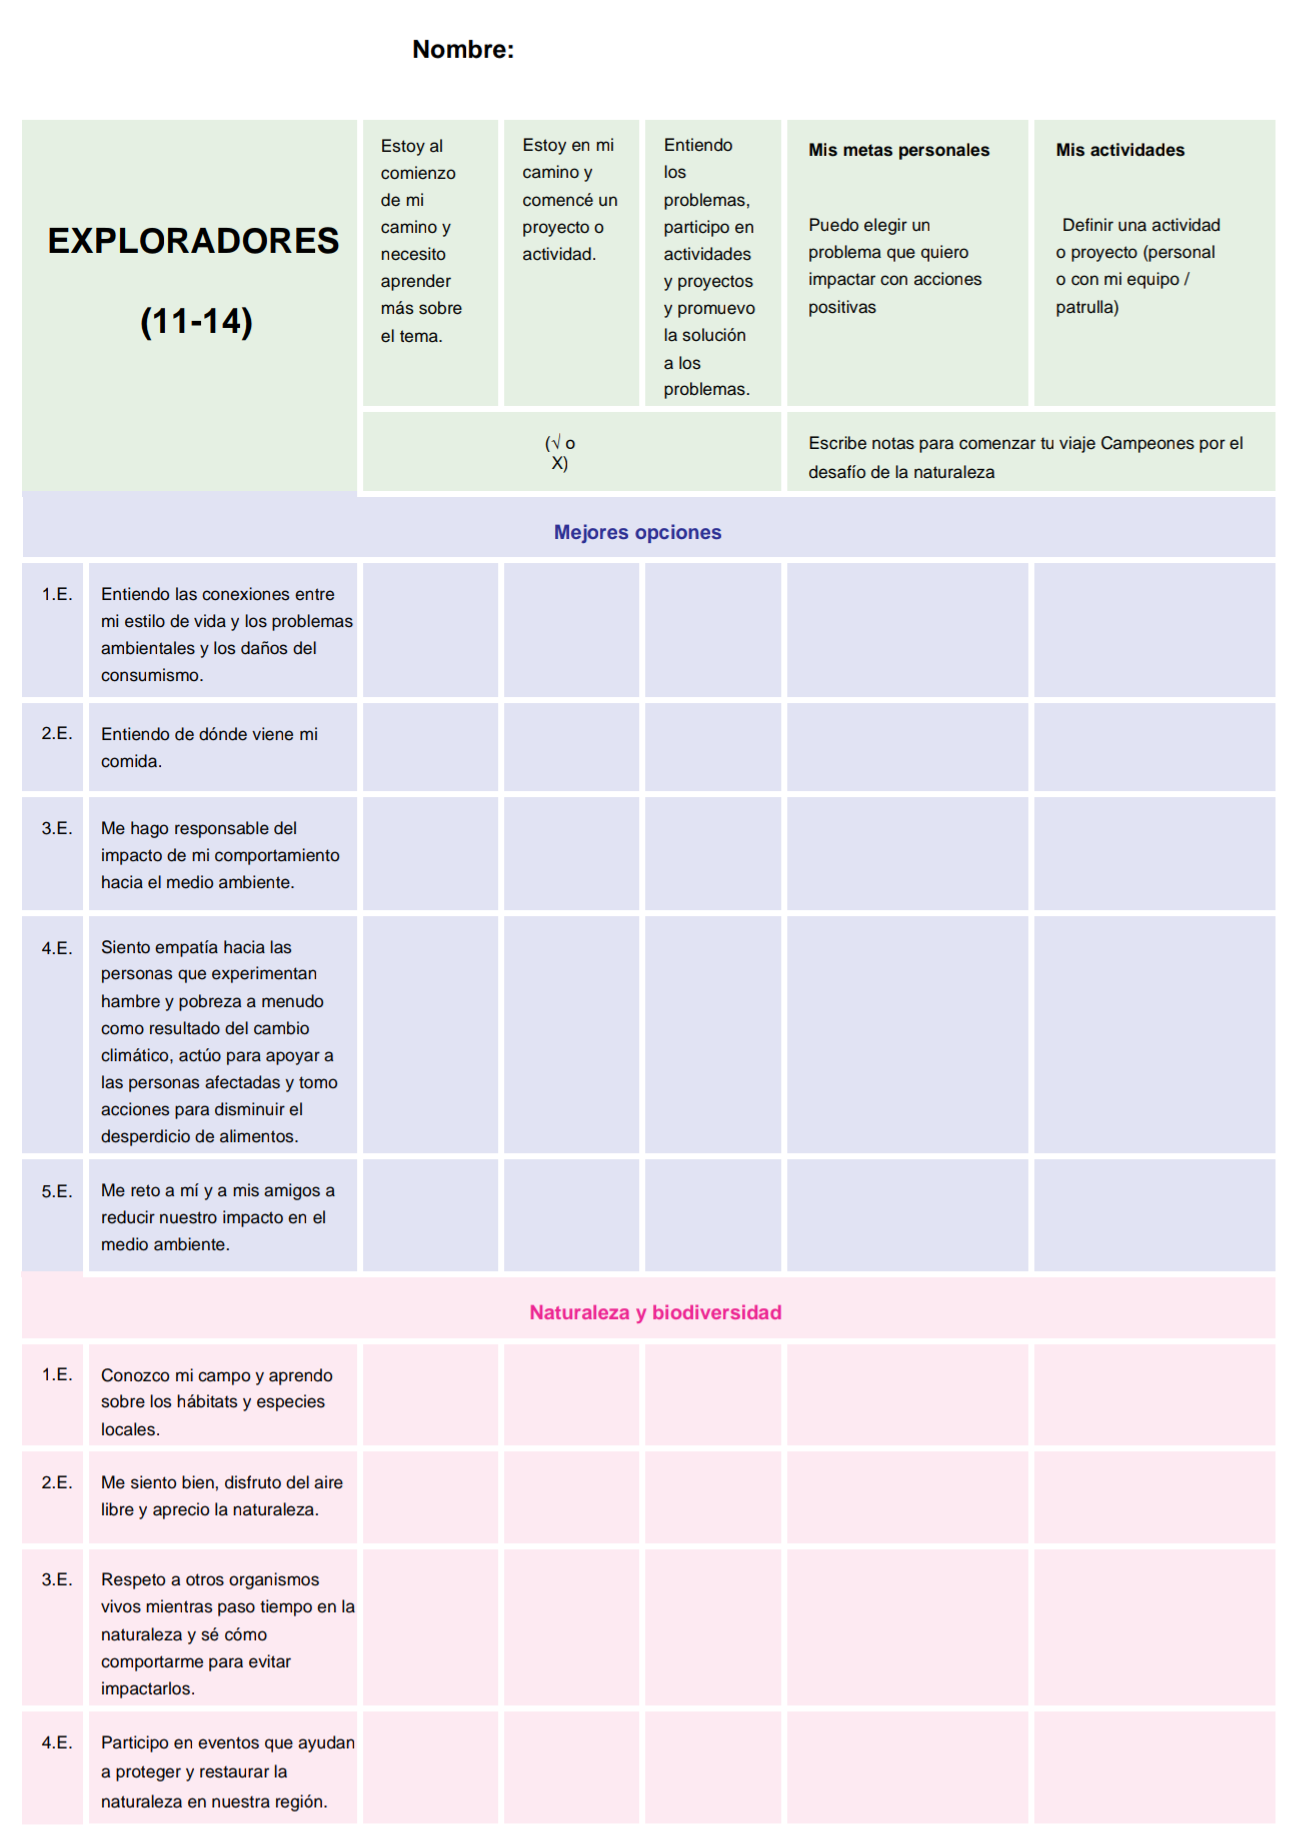 Nombre:
EXPLORADORES
(11-14)
Estoy al
comienzo
de mi
camino y
necesito
aprender
más sobre
el tema.
Estoy en mi
camino y
comencé un
proyecto o
actividad.
Entiendo
los
problemas,
participo en
actividades
y proyectos
y promuevo
la solución
a los
problemas.
Mis metas personales
Puedo elegir un
problema que quiero
impactar con acciones
positivas
Mis actividades
Definir una actividad
o proyecto (personal
o con mi equipo /
patrulla)
(√ o
X)
Escribe notas para comenzar tu viaje Campeones por el
desafío de la naturaleza
Mejores opciones
1.E.
Entiendo las conexiones entre
mi estilo de vida y los problemas
ambientales y los daños del
consumismo.
2.E.
Entiendo de dónde viene mi
comida.
3.E.
Me hago responsable del
impacto de mi comportamiento
hacia el medio ambiente.
4.E.
Siento empatía hacia las
personas que experimentan
hambre y pobreza a menudo
como resultado del cambio
climático, actúo para apoyar a
las personas afectadas y tomo
acciones para disminuir el
desperdicio de alimentos.
5.E.
Me reto a mí y a mis amigos a
reducir nuestro impacto en el
medio ambiente.
Naturaleza y biodiversidad
1.E.
Conozco mi campo y aprendo
sobre los hábitats y especies
locales.
2.E.
Me siento bien, disfruto del aire
libre y aprecio la naturaleza.
3.E.
Respeto a otros organismos
vivos mientras paso tiempo en la
naturaleza y sé cómo
comportarme para evitar
impactarlos.
4.E.
Participo en eventos que ayudan
a proteger y restaurar la
naturaleza en nuestra región.